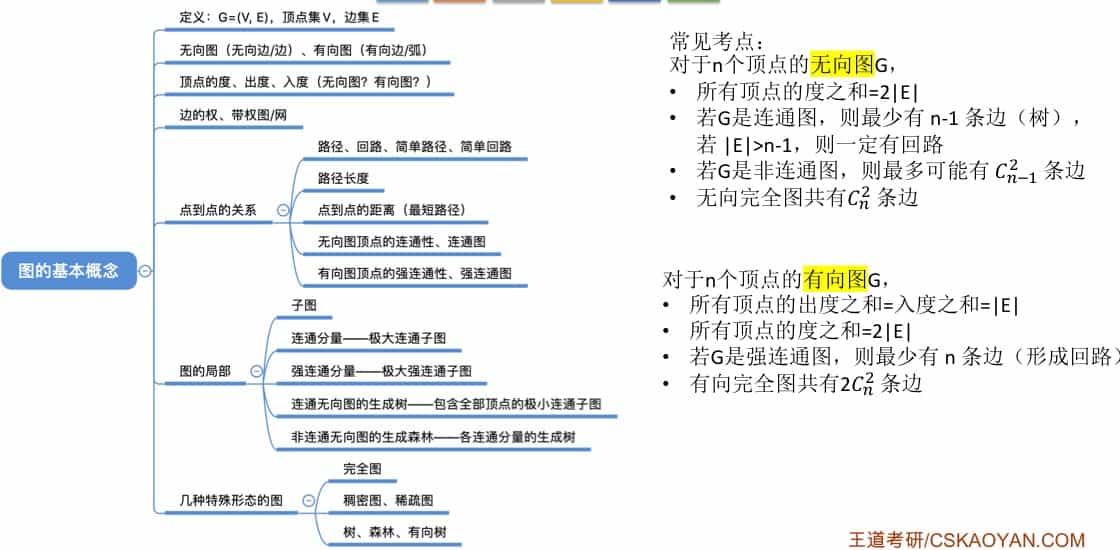 定义：G=(V, E)，顶点集 V，边集 E
无向图（无向边/边）、有向图（有向边/弧）
顶点的度、出度、入度（无向图？有向图？）
边的权、带权图/网
点到点的关系
路径、回路、简单路径、简单回路
路径长度
点到点的距离（最短路径）
无向图顶点的连通性、连通图
有向图顶点的强连通性、强连通图
图的基本概念
图的局部
子图
连通分量——极大连通子图
强连通分量——极大强连通子图
连通无向图的生成树——包含全部顶点的极小连通子图
非连通无向图的生成森林——各连通分量的生成树
几种特殊形态的图
完全图
稠密图、稀疏图
树、森林、有向树
常见考点：
对于n个顶点的无向图G，
• 所有顶点的度之和=2|E|
• 若G是连通图，则最少有 n-1 条边（树），
若 |E|>n-1，则一定有回路
• 若G是非连通图，则最多可能有 $C_{n-1}^2$ 条边
• 无向完全图共有$C_n^2$ 条边
对于n个顶点的有向图G，
• 所有顶点的出度之和=入度之和=|E|
• 所有顶点的度之和=2|E|
• 若G是强连通图，则最少有 n 条边（形成回路）
• 有向完全图共有2$C_n^2$ 条边
王道考研/CSKAOYAN.COM